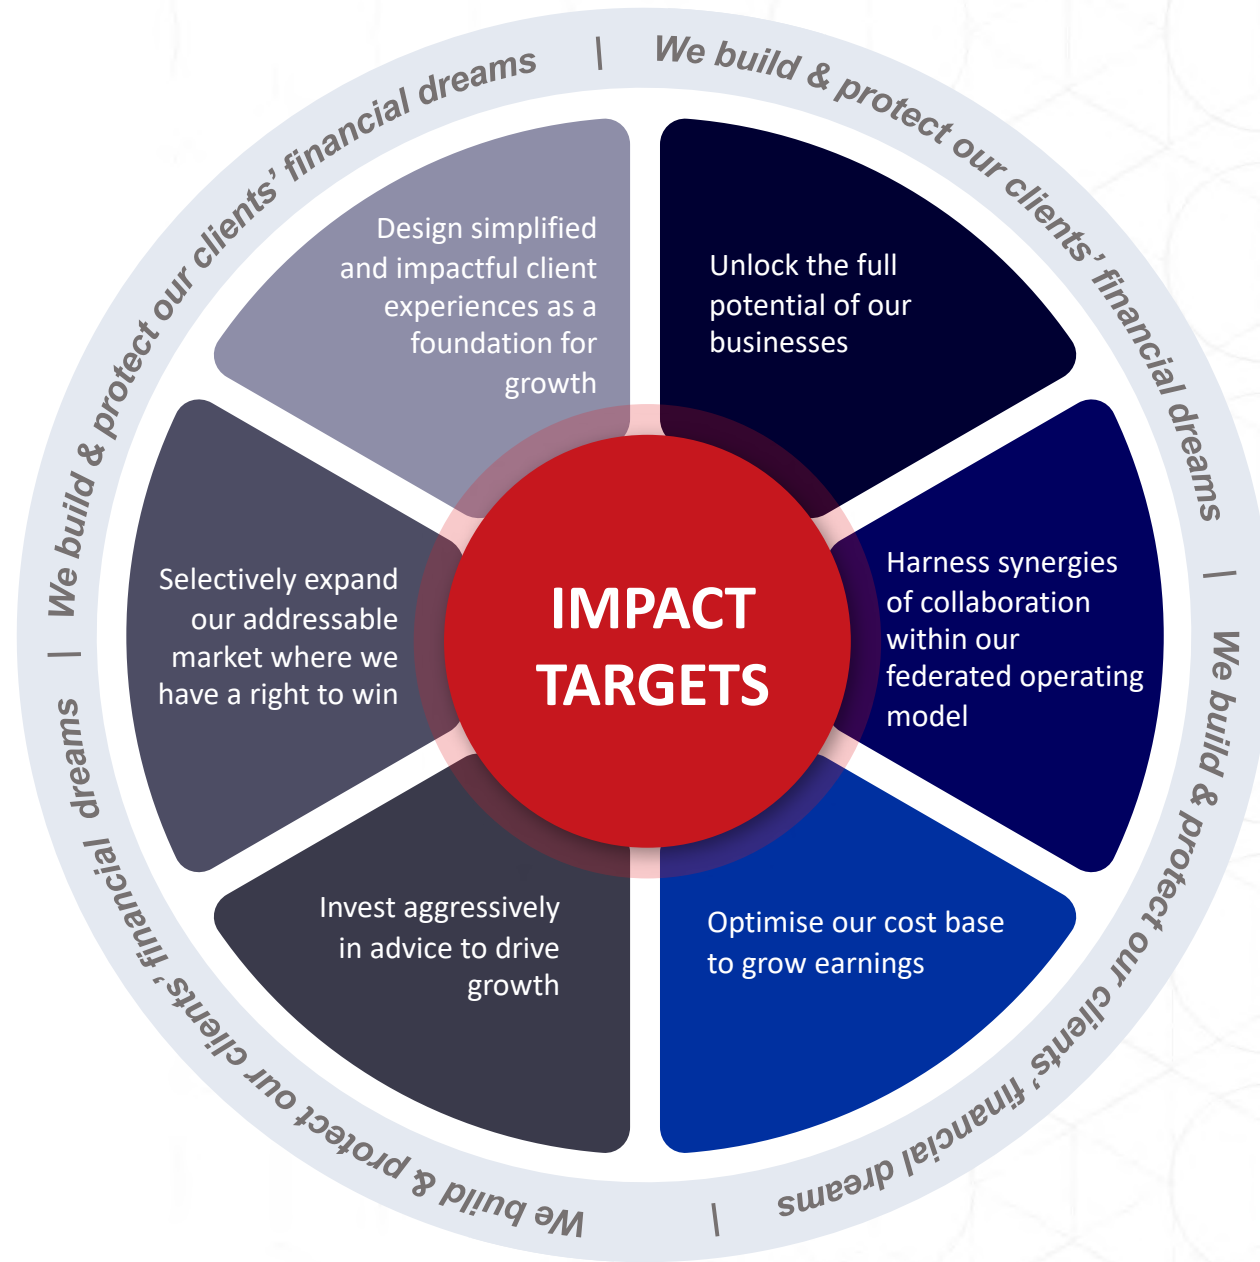 We build & protect our clients' financial dreams |
We build & protect our clients' financial dreams |
We build & protect our clients' financial dreams |
We build & protect our clients' financial dreams |
Unlock the full
potential of our
businesses
Harness synergies
of collaboration
within our
federated operating
model
Optimise our cost base
to grow earnings
Invest aggressively
in advice to drive
growth
Selectively expand
our addressable
market where we
have a right to win
Design simplified
and impactful client
experiences as a
foundation for
growth
IMPACT
TARGETS